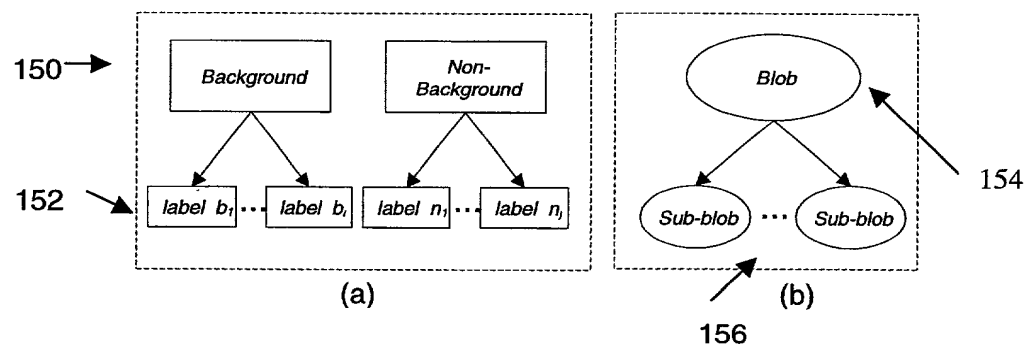 150
Background
Non-
Background
152
label b₁ ... label bᵢ
label n₁ ... label nⱼ
(a)
Blob
154
Sub-blob ... Sub-blob
(b)
156